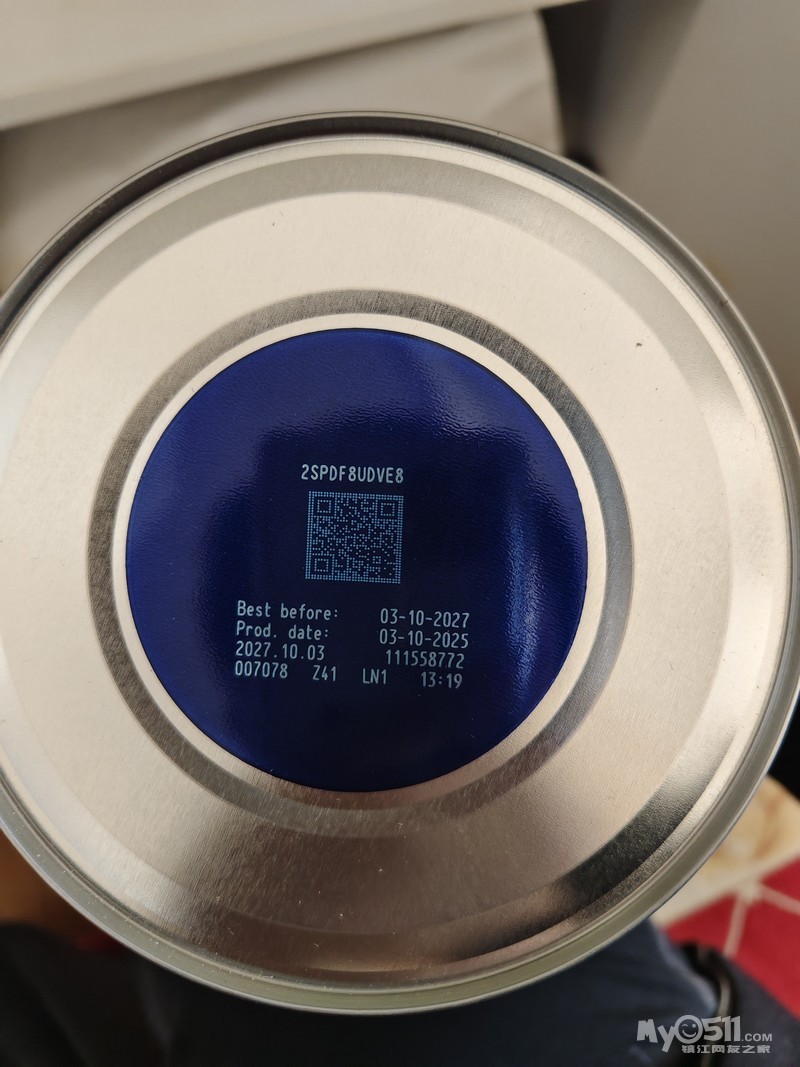 2SPDF8UDVE8
Best before: 03-10-2027
Prod. date: 03-10-2025
2027.10.03 111558772
007078 Z41 LN1 13:19
My0511.COM
镇江网友之家